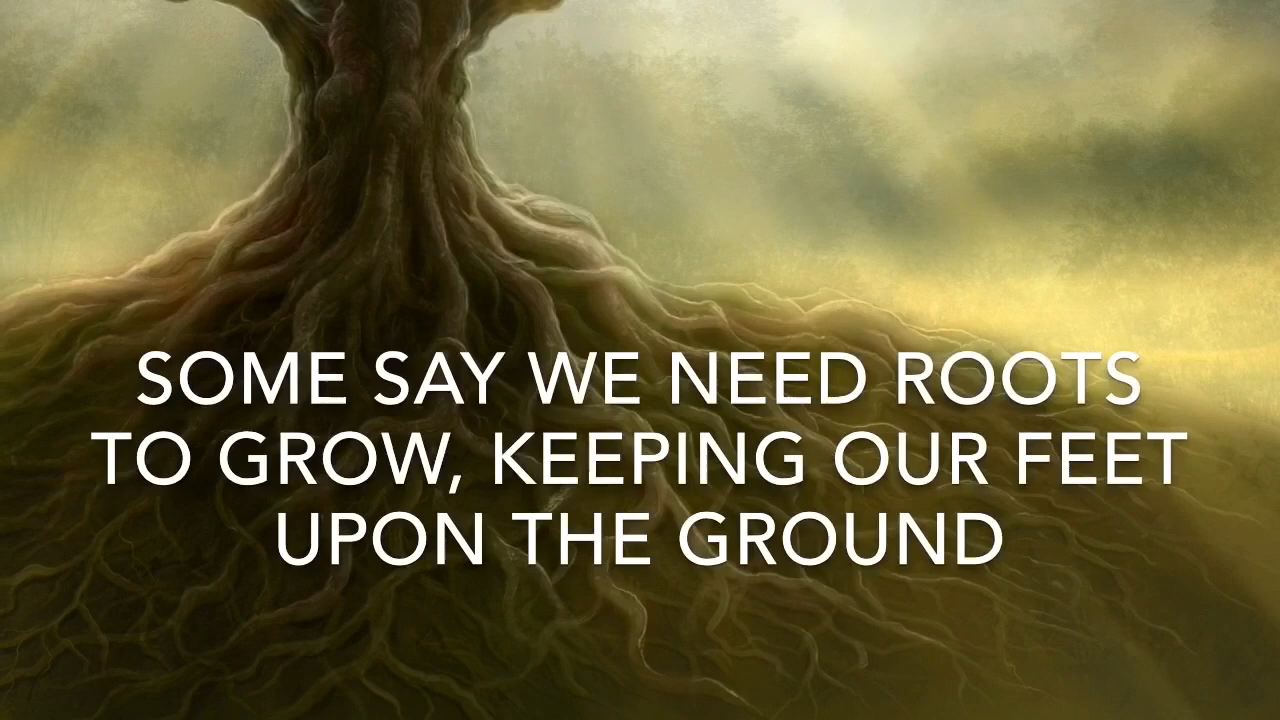 SOME SAY WE NEED ROOTS
TO GROW, KEEPING OUR FEET
UPON THE GROUND